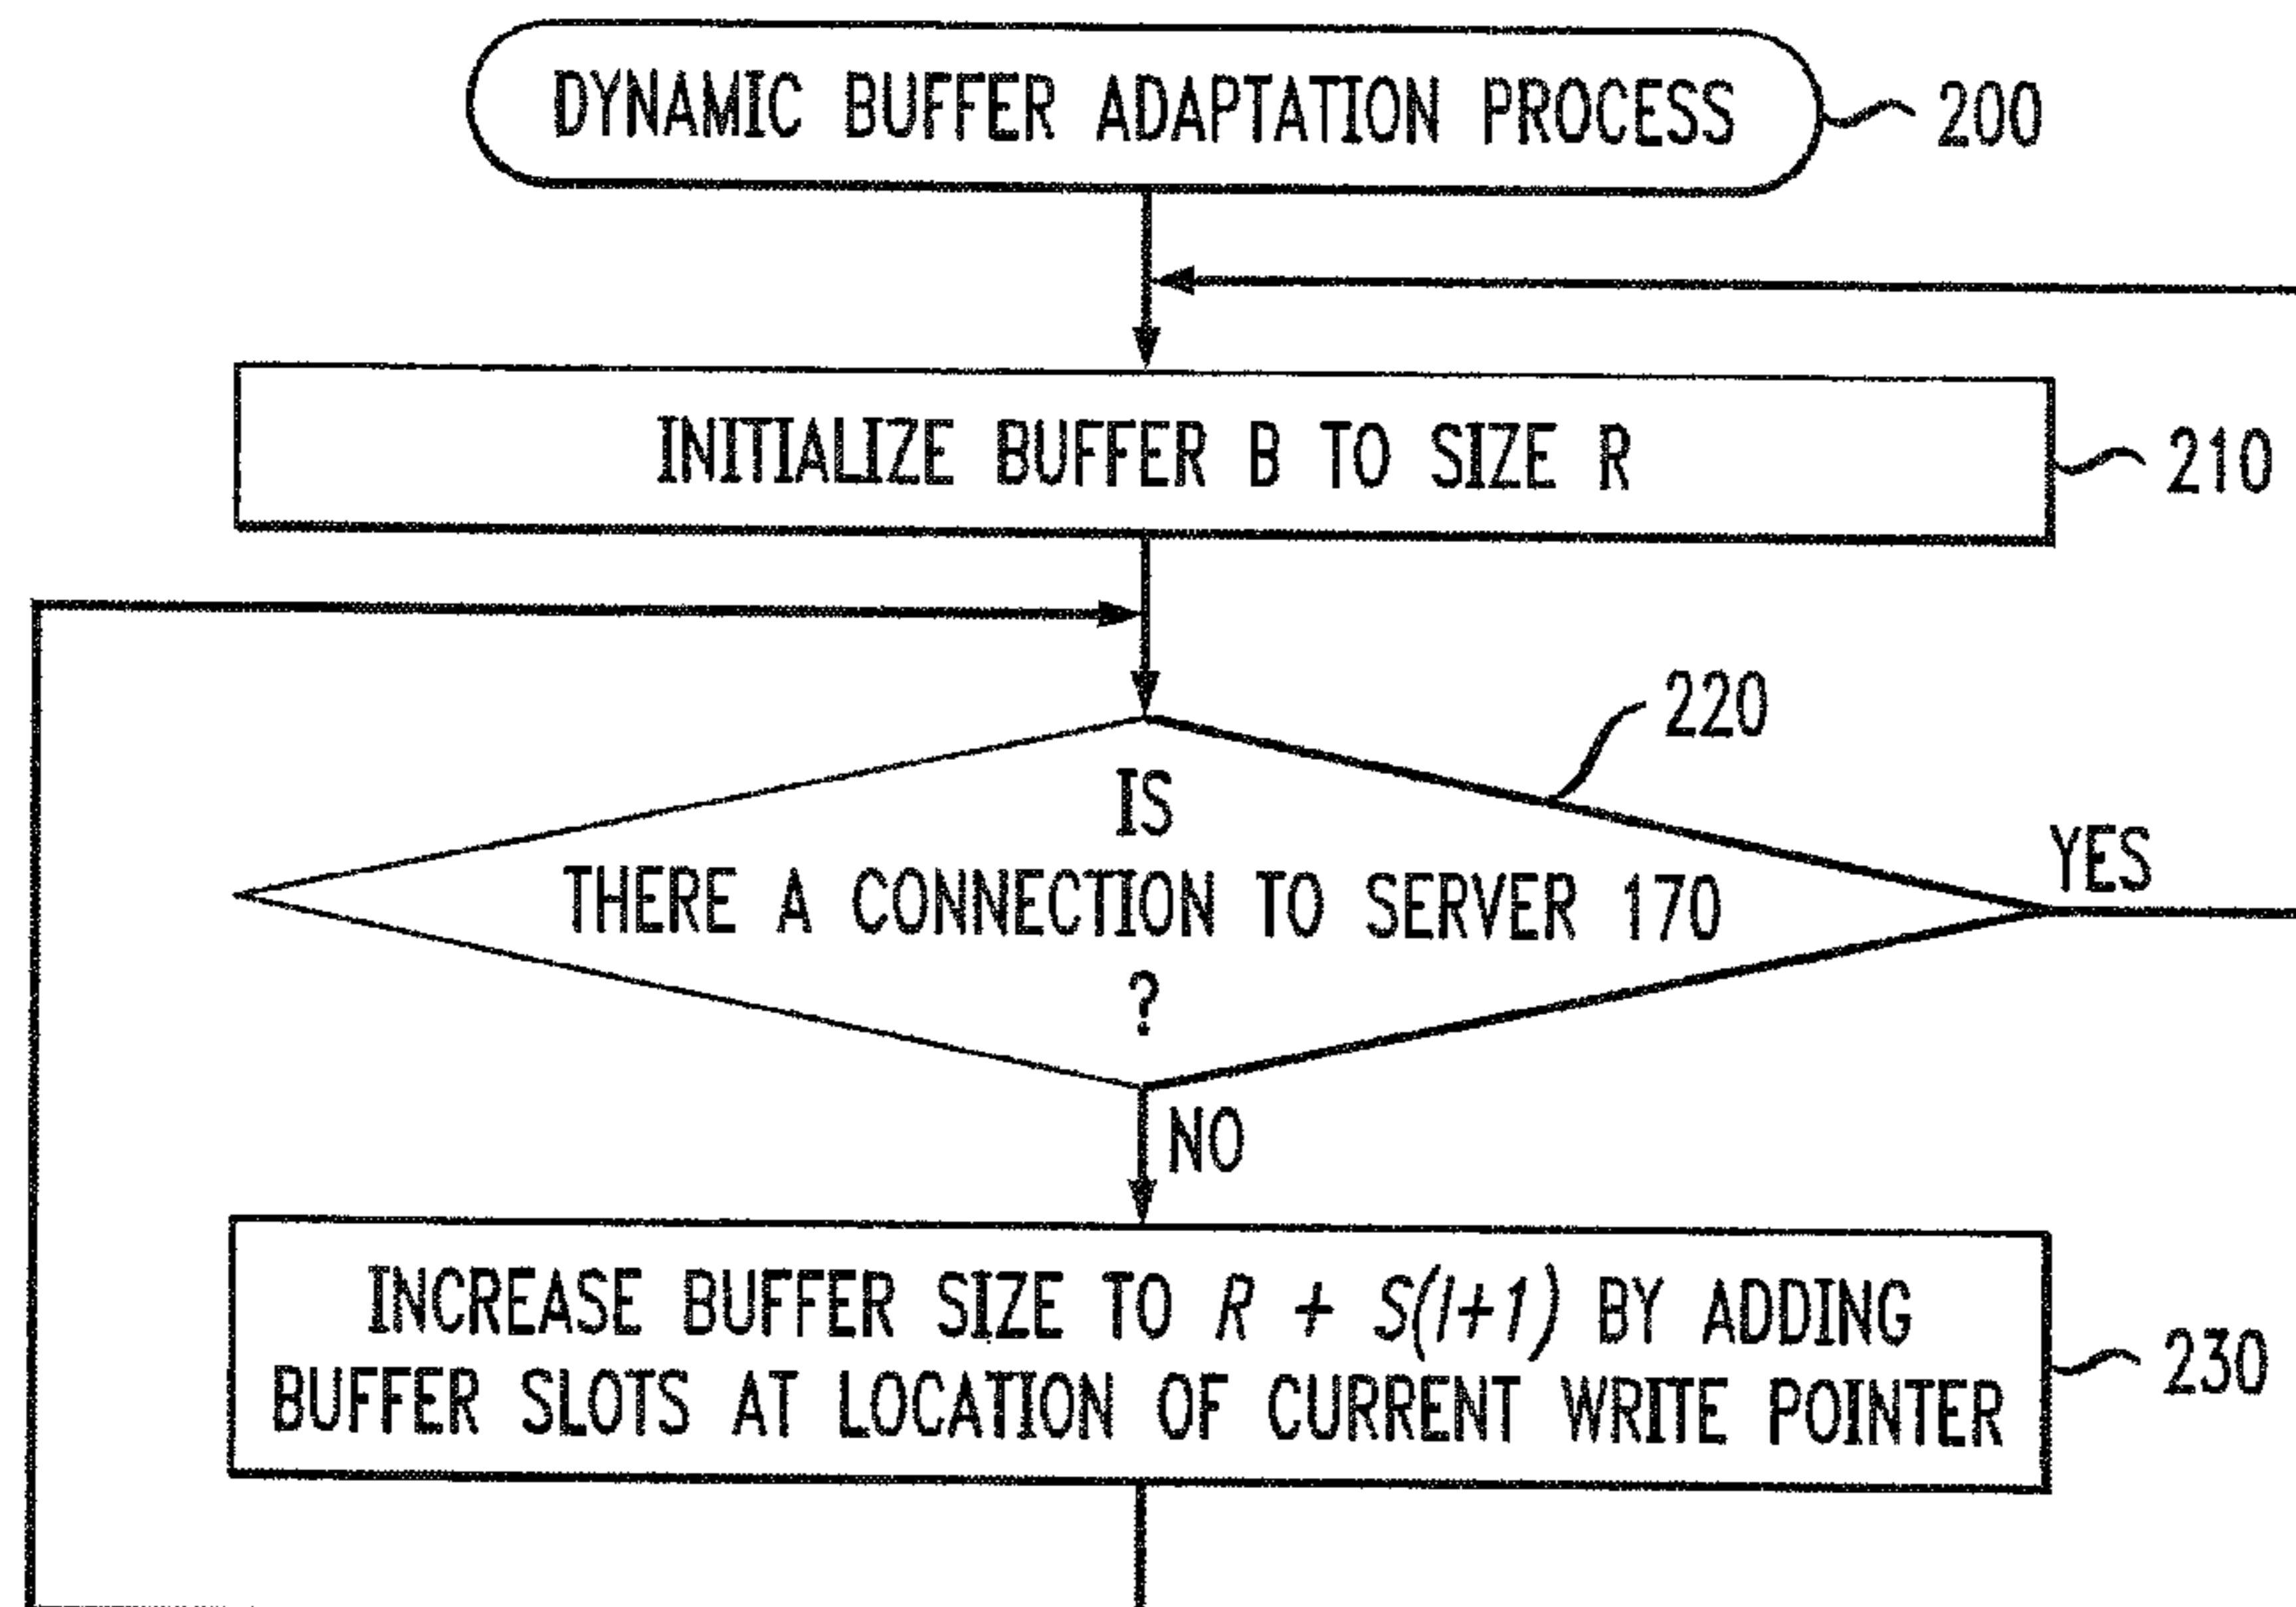 DYNAMIC BUFFER ADAPTATION PROCESS
200
INITIALIZE BUFFER B TO SIZE R
210
220
IS
THERE A CONNECTION TO SERVER 170
?
YES
NO
INCREASE BUFFER SIZE TO R + S(I+1) BY ADDING
BUFFER SLOTS AT LOCATION OF CURRENT WRITE POINTER
230